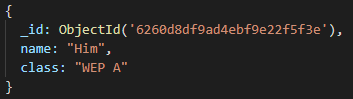 {
_id: ObjectId('6260d8df9ad4ebf9e22f5f3e'),
name: "Him",
class: "WEP A"
}